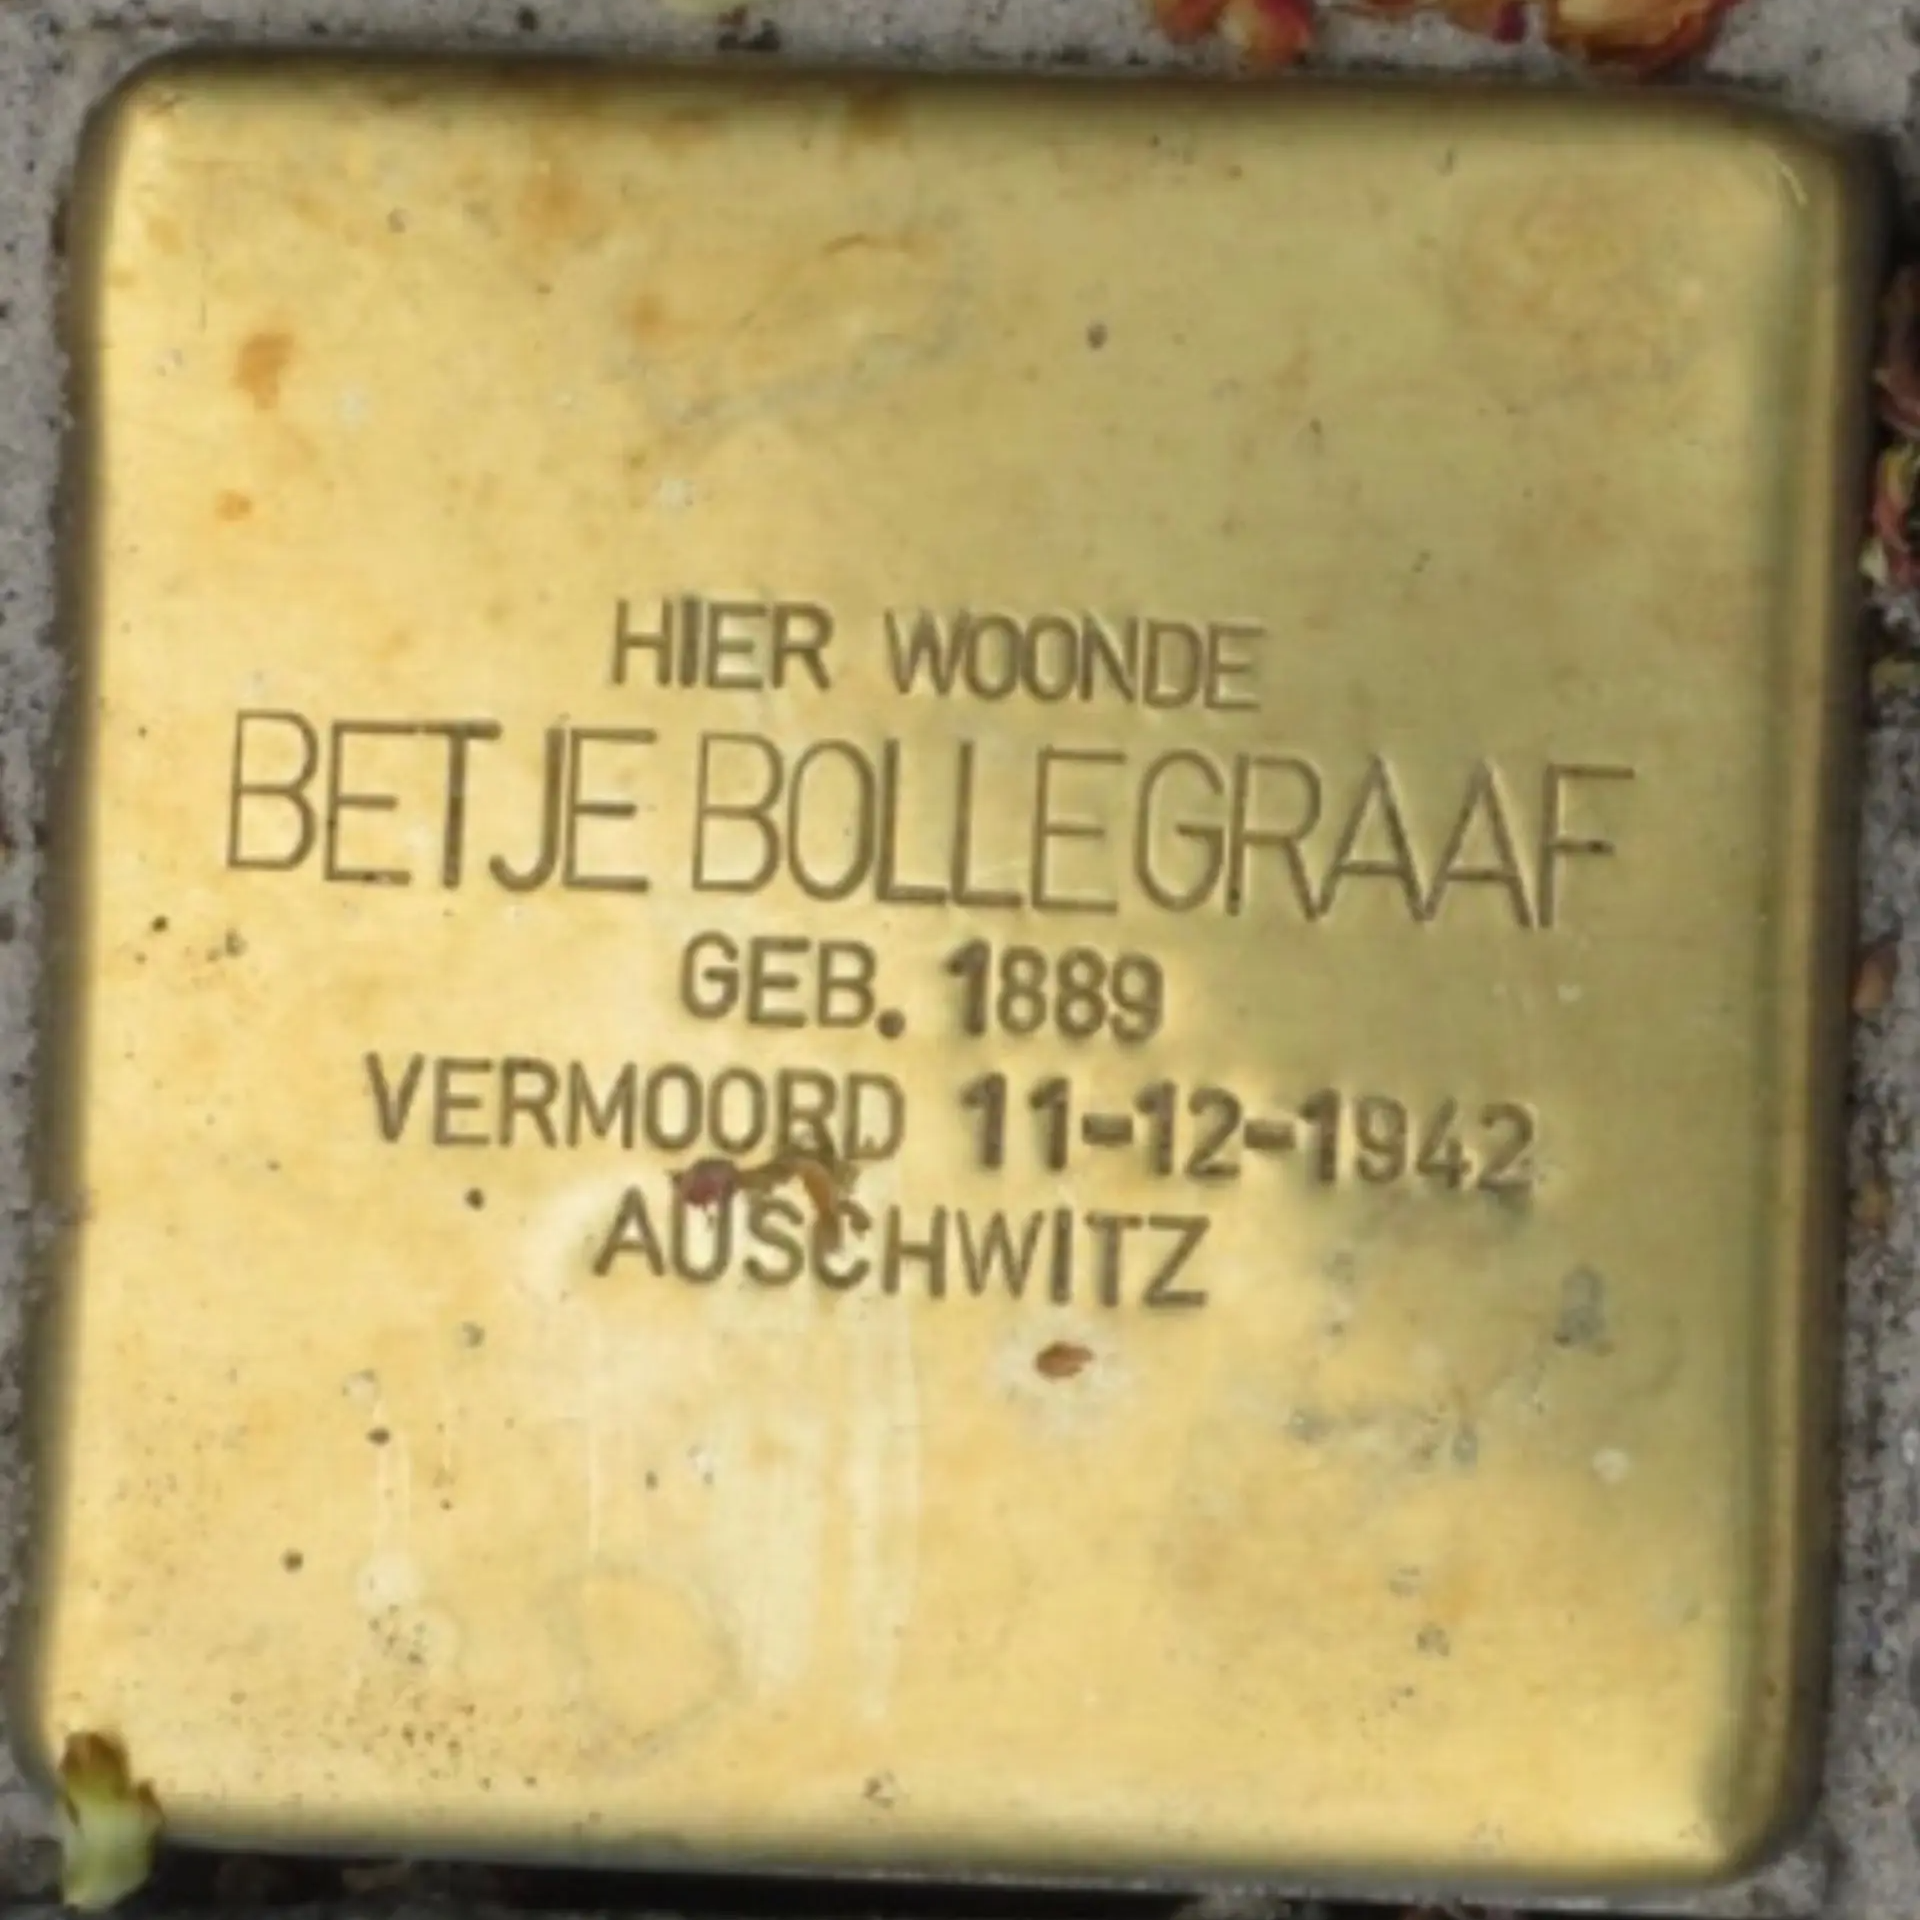 HIER WOONDE
BETJE BOLLEGRAAF
GEB. 1889
VERMOORD 11-12-1942
AUSCHWITZ